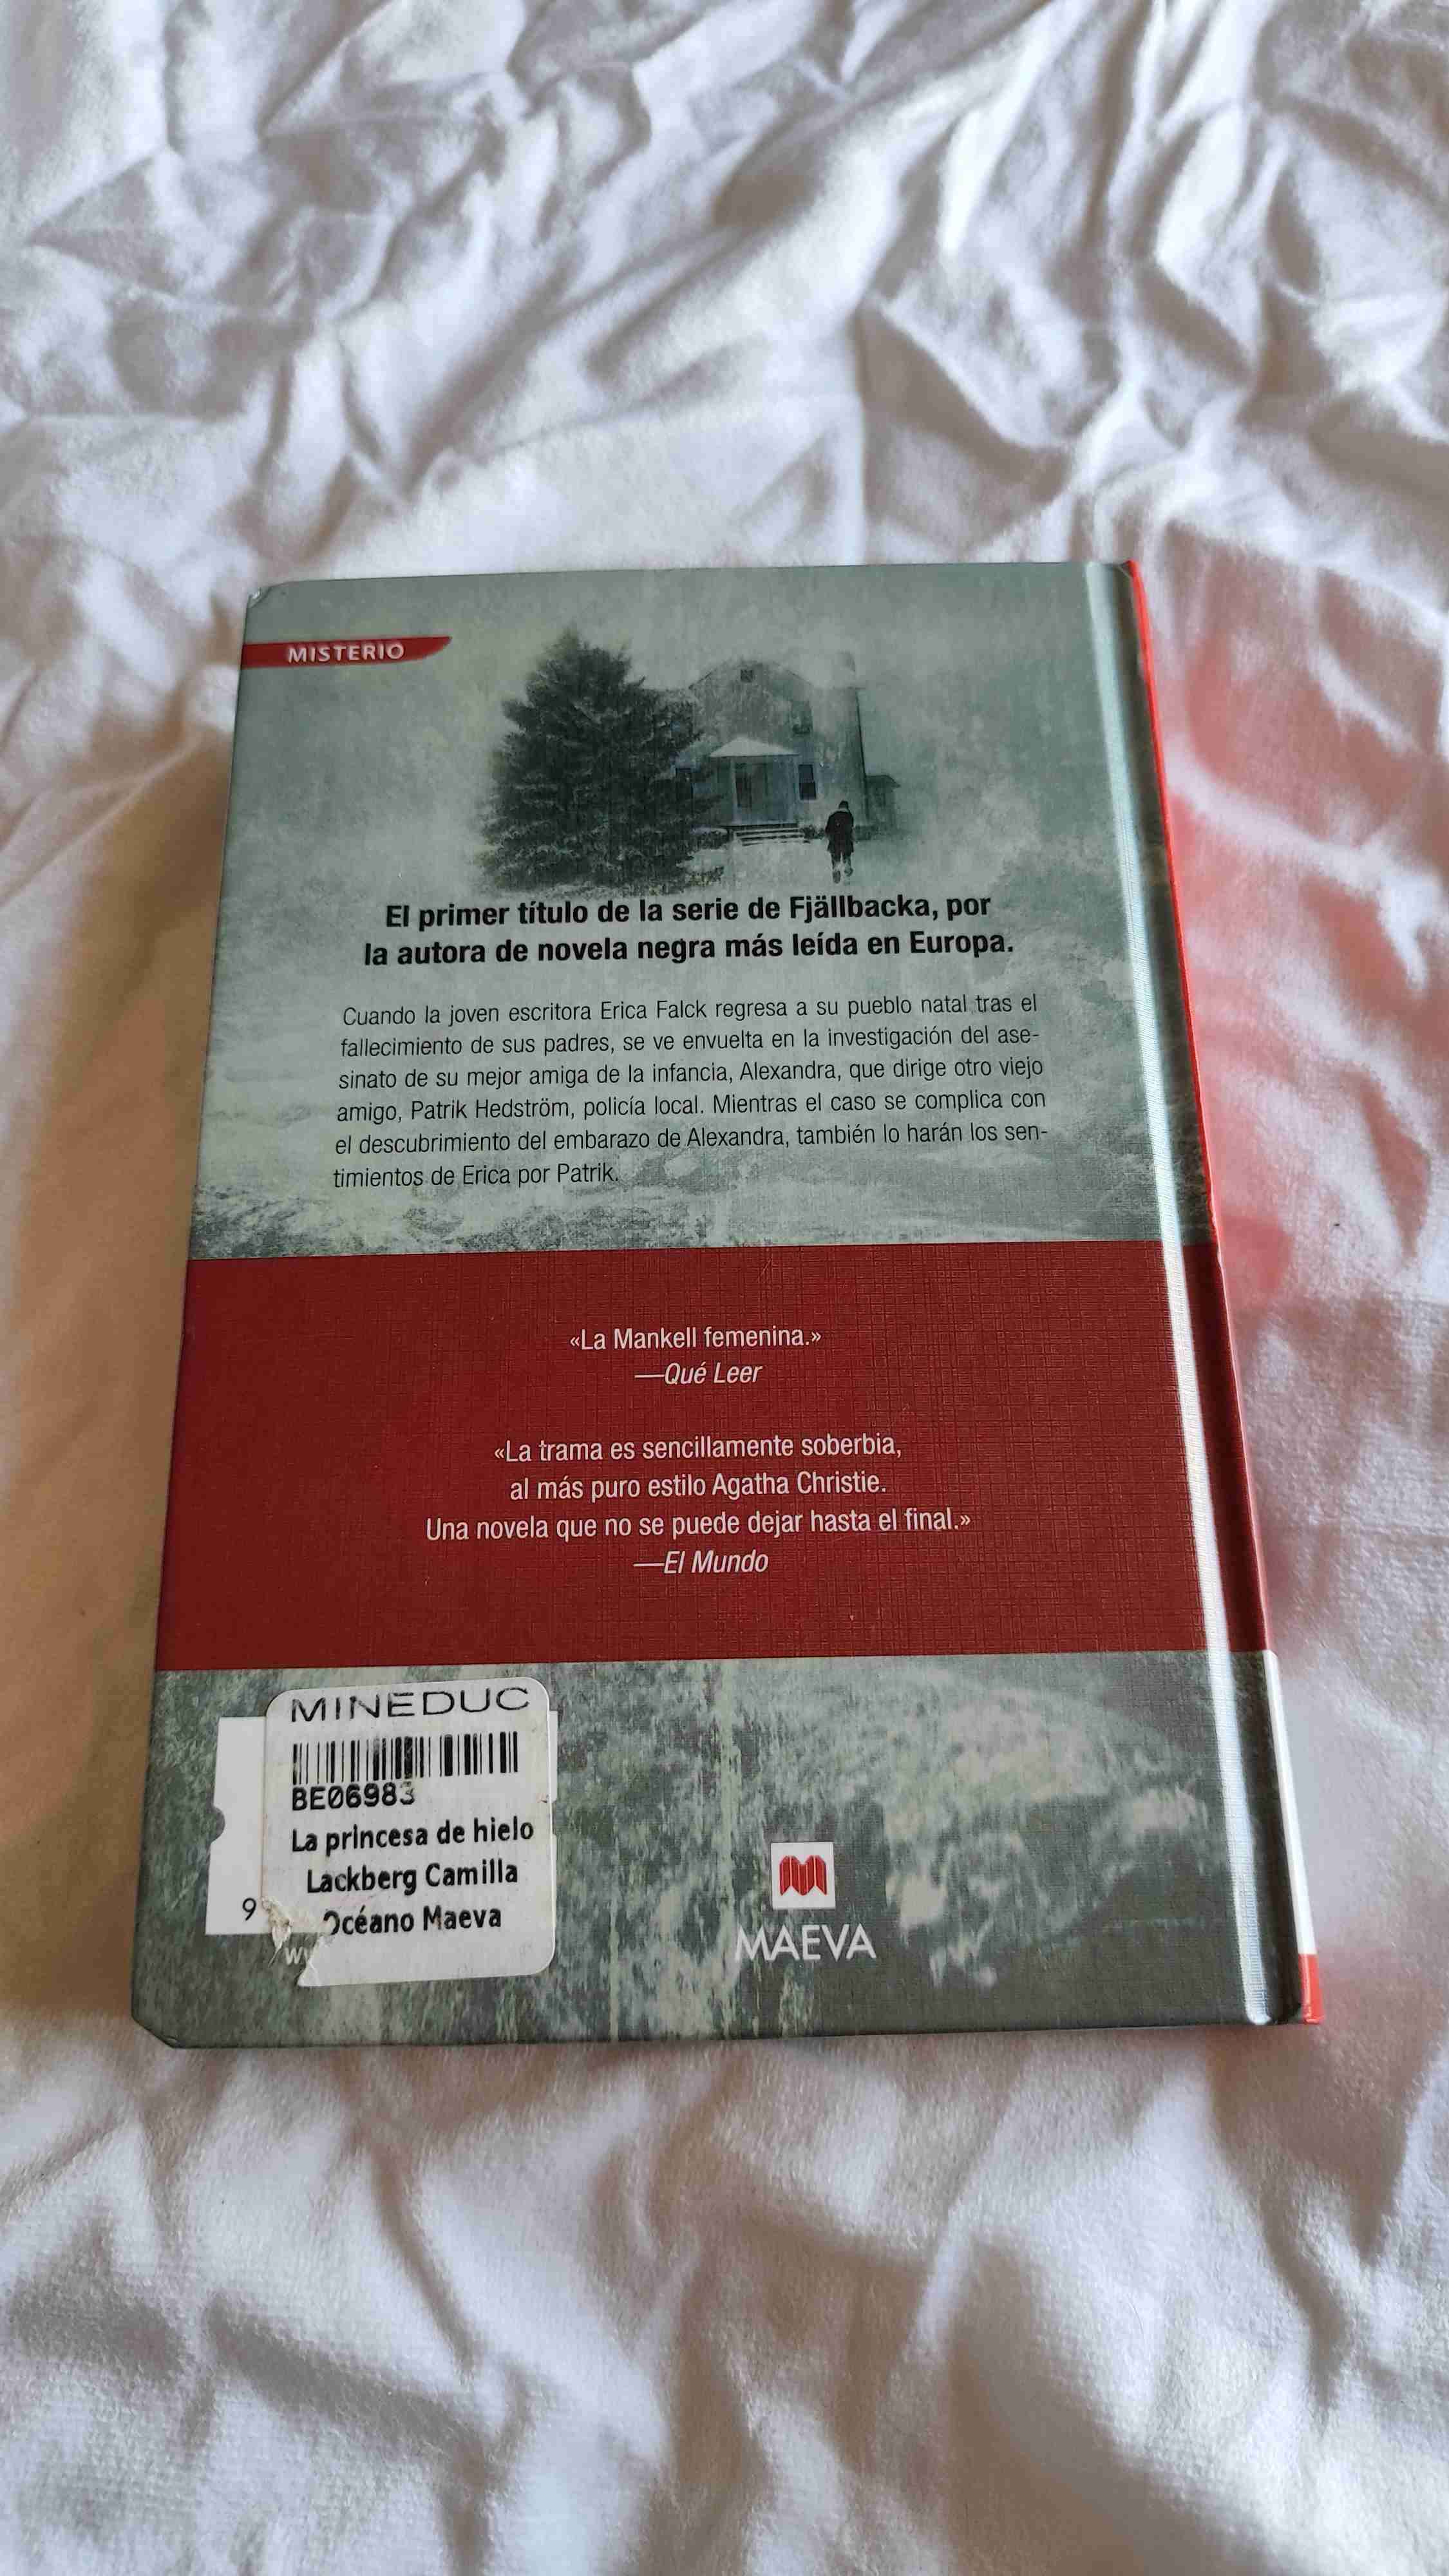 MISTERIO
El primer título de la serie de Fjällbacka, por
la autora de novela negra más leída en Europa.
Cuando la joven escritora Erica Falck regresa a su pueblo natal tras el
fallecimiento de sus padres, se ve envuelta en la investigación del ase-
sinato de su mejor amiga de la infancia, Alexandra, que dirige otro viejo
amigo, Patrik Hedström, policía local. Mientras el caso se complica con
el descubrimiento del embarazo de Alexandra, también lo harán los sen-
timientos de Erica por Patrik.
«La Mankell femenina.»
—Qué Leer
«La trama es sencillamente soberbia,
al más puro estilo Agatha Christie.
Una novela que no se puede dejar hasta el final.»
—El Mundo
MINEDUC
BE06983
La princesa de hielo
Lackberg Camilla
Océano Maeva
9
MAEVA